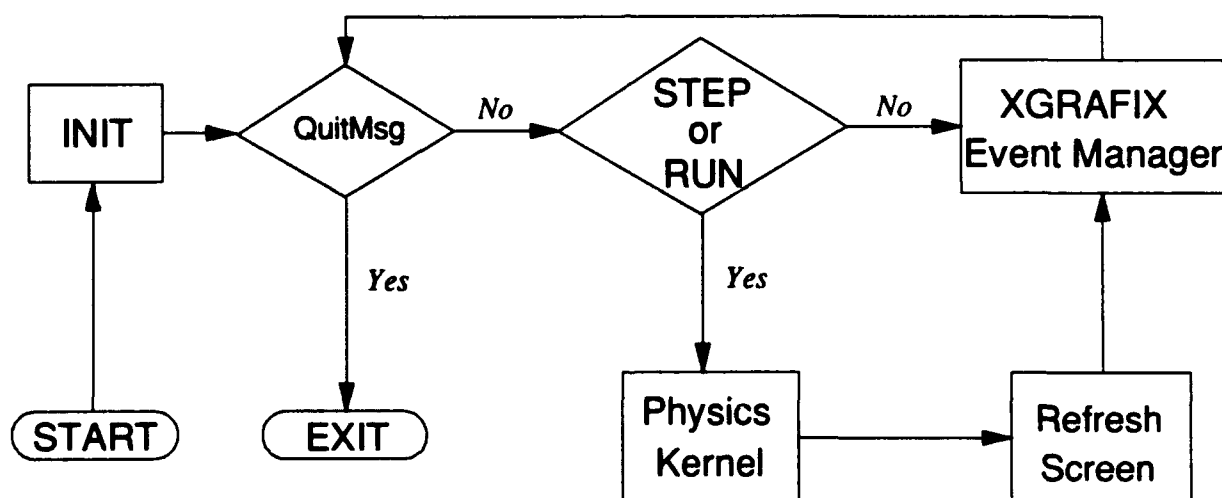 INIT
QuitMsg
No
STEP
or
RUN
No
XGRAFIX
Event Manager
Yes
Yes
START
EXIT
Physics
Kernel
Refresh
Screen